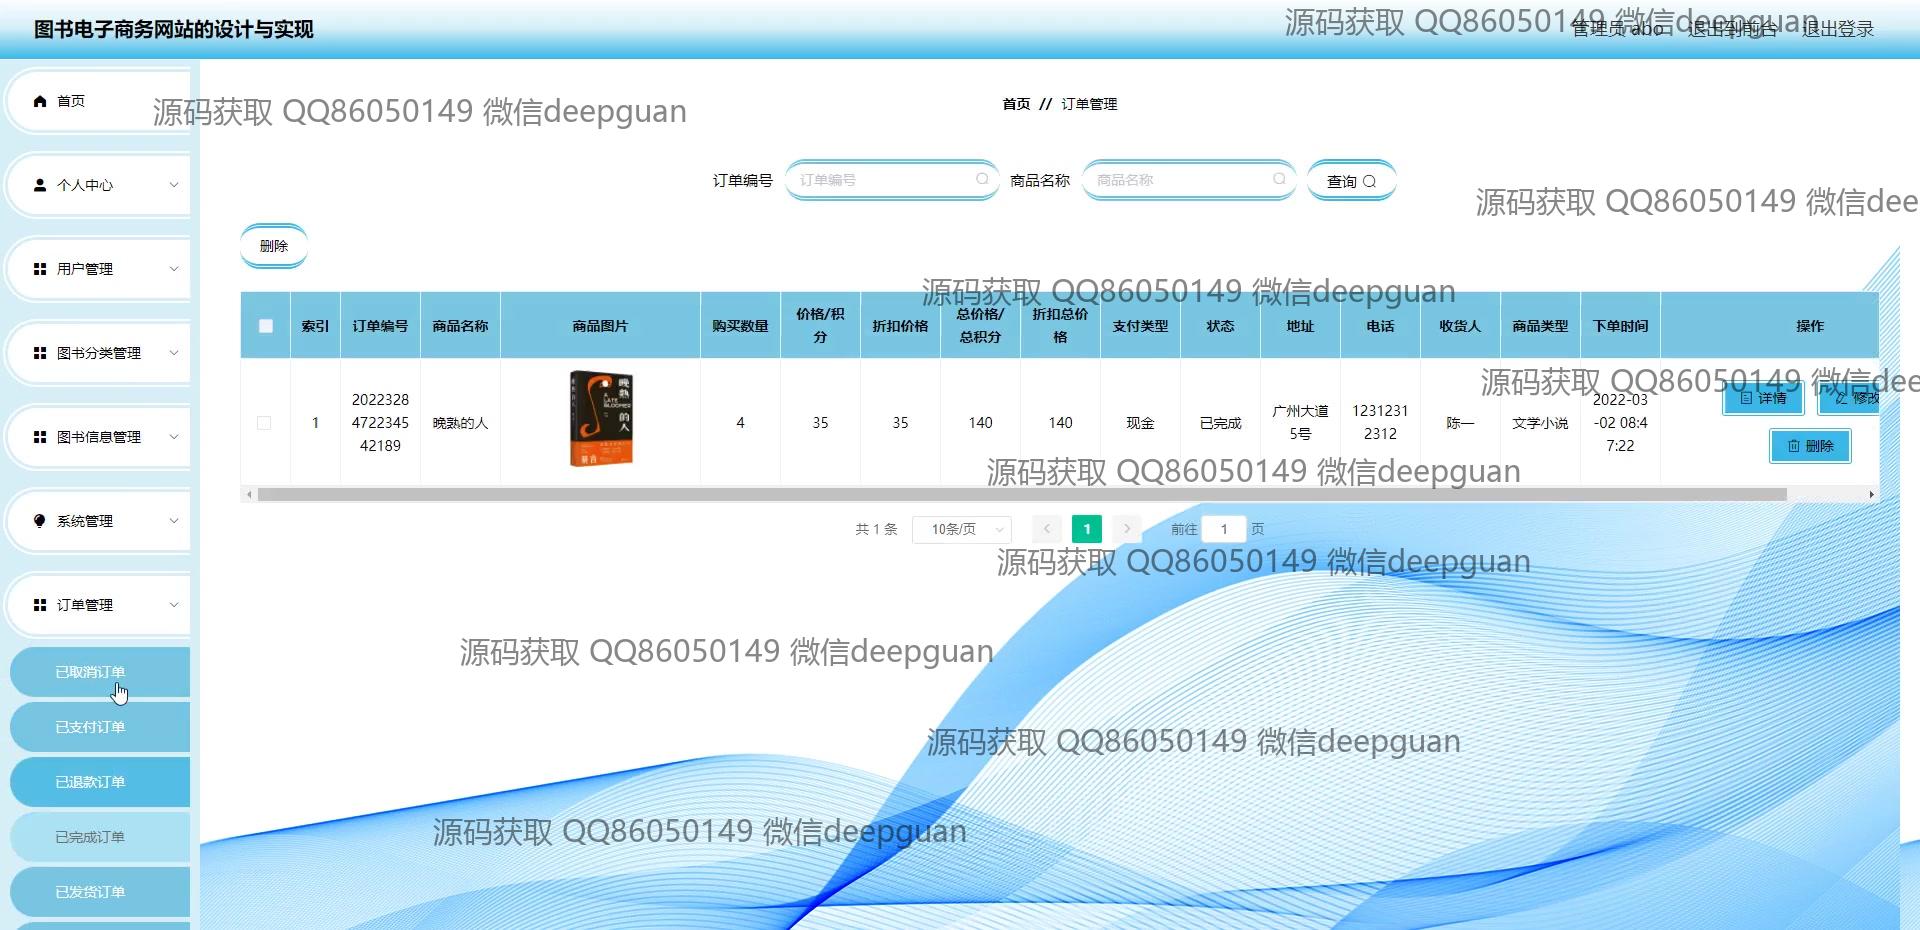 图书电子商务网站的设计与实现
管理员 abo
退出到前台
退出登录
源码获取 QQ86050149 微信deepguan
首页
个人中心
用户管理
图书分类管理
图书信息管理
系统管理
订单管理
已取消订单
已支付订单
已退款订单
已完成订单
已发货订单
源码获取 QQ86050149 微信deepguan
首页 // 订单管理
订单编号 订单编号 商品名称 商品名称 查询
源码获取 QQ86050149 微信dee
删除
源码获取 QQ86050149 微信deepguan
索引 订单编号 商品名称 商品图片 购买数量 价格/积分 折扣价格 总价格/总积分 折扣总价格 支付类型 状态 地址 电话 收货人 商品类型 下单时间 操作
源码获取 QQ86050149 微信dee
1
2022328
4722345
42189
晚熟的人
晚熟的人
A LATE BLOOMER
莫言
4
35
35
140
140
现金
已完成
广州大道
5号
1231231
2312
陈一
文学小说
2022-03
-02 08:4
7:22
详情
修改
删除
源码获取 QQ86050149 微信deepguan
共 1 条 10条/页 1 前往 1 页
源码获取 QQ86050149 微信deepguan
源码获取 QQ86050149 微信deepguan
源码获取 QQ86050149 微信deepguan
源码获取 QQ86050149 微信deepguan